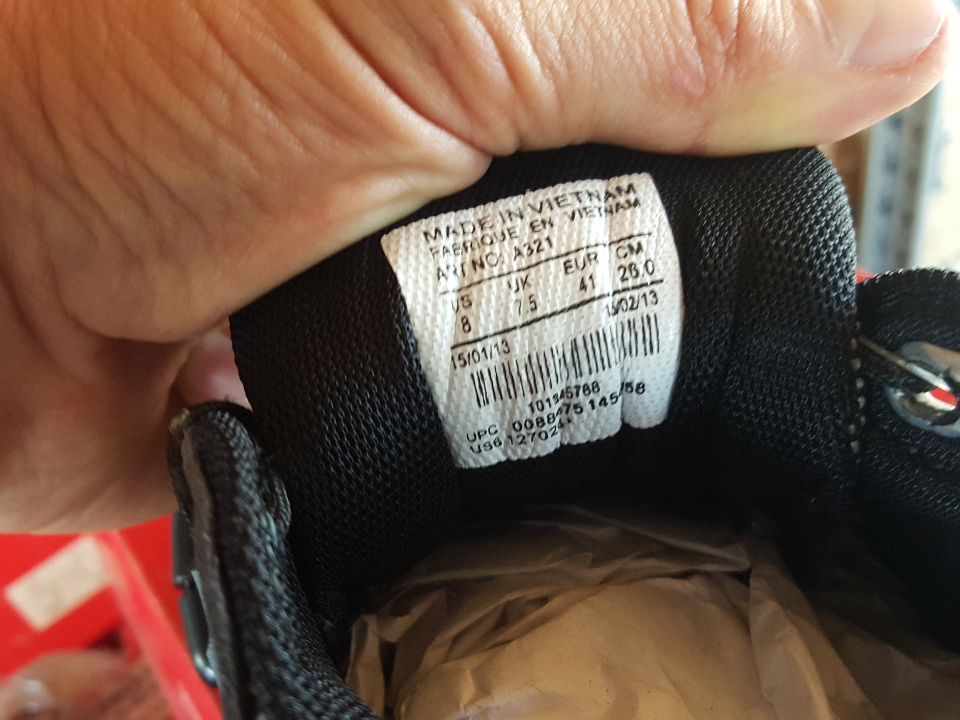 MADE IN VIETNAM
FABRIQUE EN VIETNAM
ART NO. A321
US UK EUR CM
8 7.5 41 26.0
15/01/13 15/02/13
UPC 0088